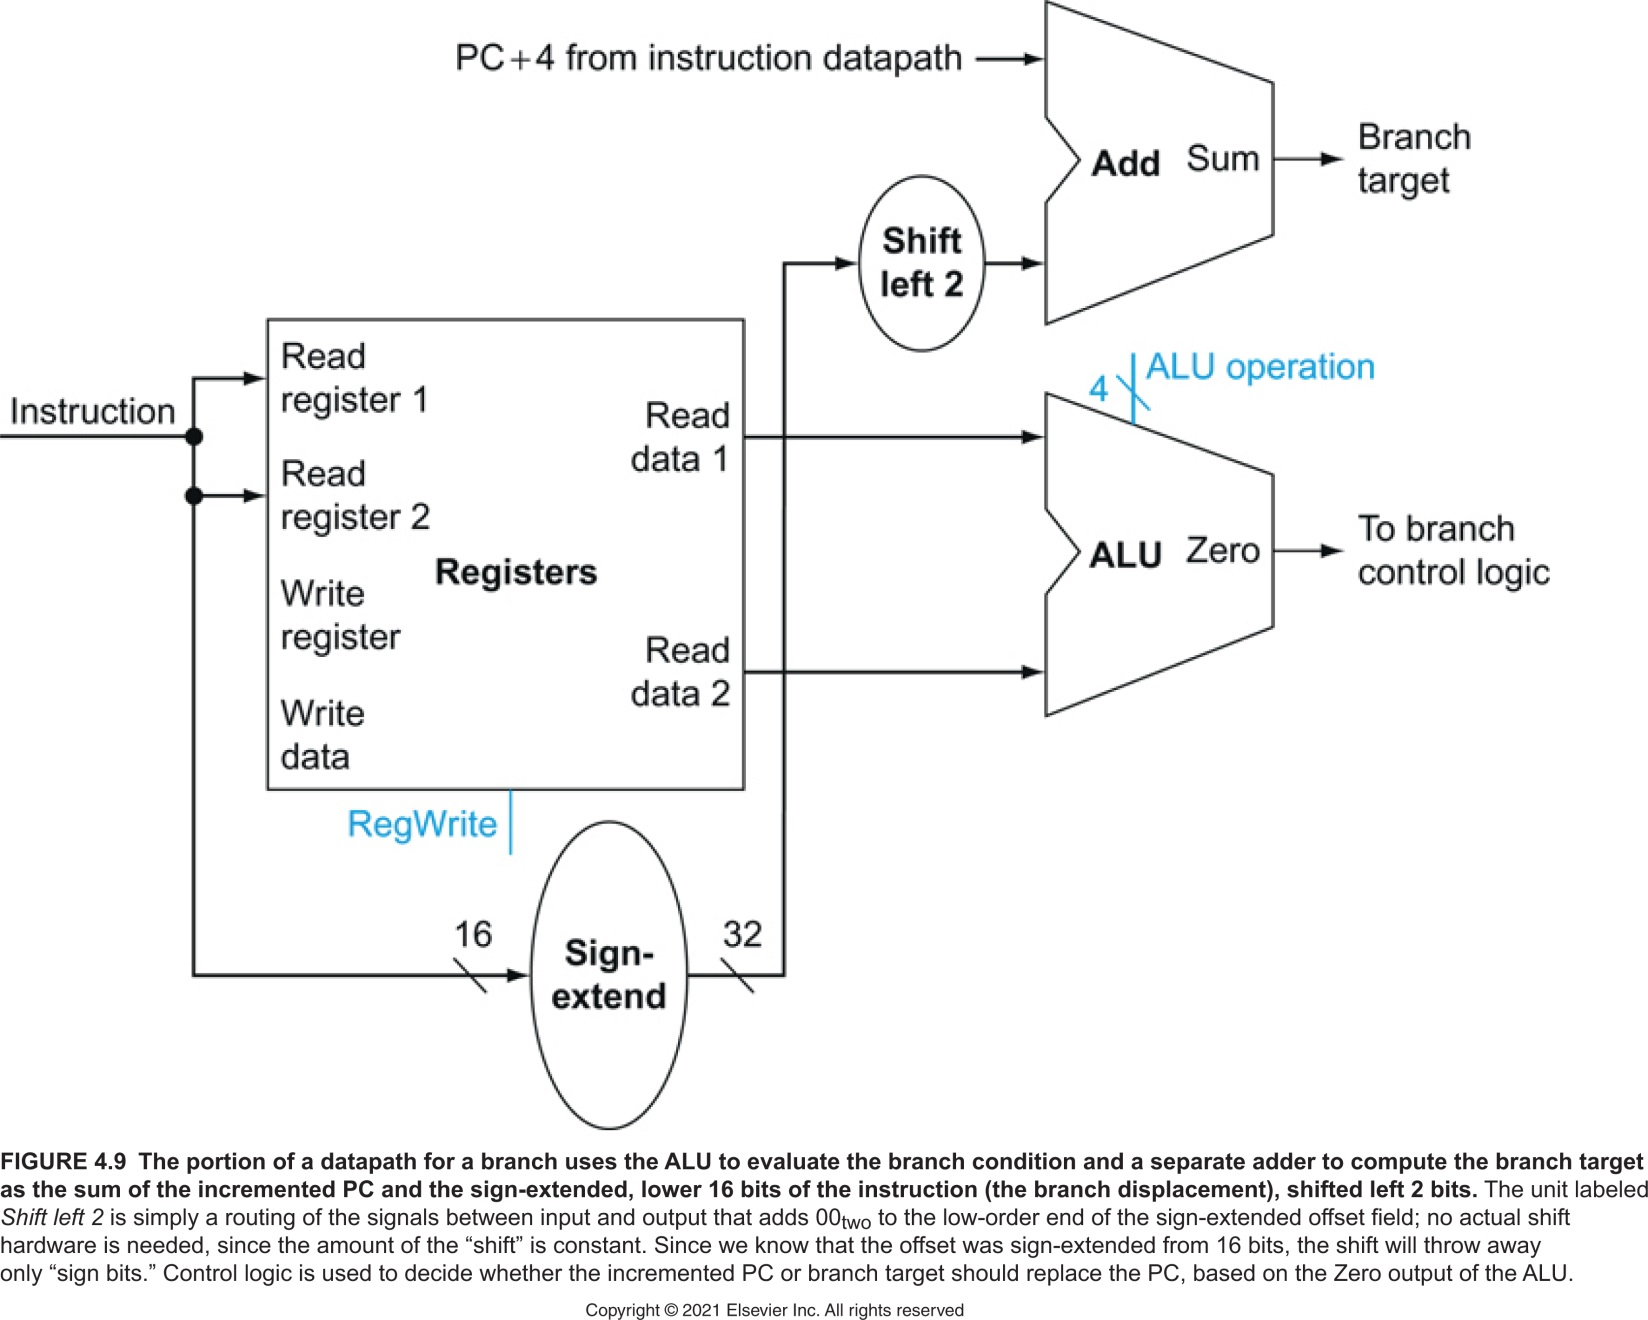 PC+4 from instruction datapath
Add Sum
Branch
target
Shift
left 2
ALU operation
4
Instruction
Read
register 1
Read
data 1
Read
register 2
Registers
Write
register
Read
data 2
Write
data
ALU Zero
To branch
control logic
RegWrite
16
Sign-
extend
32
FIGURE 4.9 The portion of a datapath for a branch uses the ALU to evaluate the branch condition and a separate adder to compute the branch target
as the sum of the incremented PC and the sign-extended, lower 16 bits of the instruction (the branch displacement), shifted left 2 bits. The unit labeled
Shift left 2 is simply a routing of the signals between input and output that adds 00two to the low-order end of the sign-extended offset field; no actual shift
hardware is needed, since the amount of the “shift” is constant. Since we know that the offset was sign-extended from 16 bits, the shift will throw away
only “sign bits.” Control logic is used to decide whether the incremented PC or branch target should replace the PC, based on the Zero output of the ALU.
Copyright © 2021 Elsevier Inc. All rights reserved